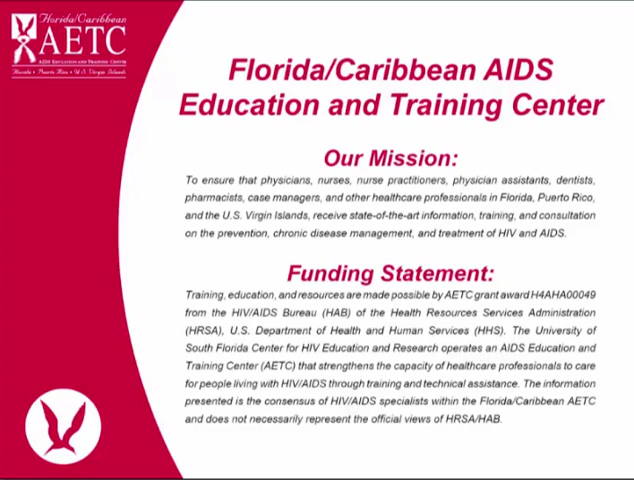 Florida/Caribbean
AETC
AIDS EDUCATION AND TRAINING CENTER
Florida • Puerto Rico • U.S. Virgin Islands
Florida/Caribbean AIDS
Education and Training Center
Our Mission:
To ensure that physicians, nurses, nurse practitioners, physician assistants, dentists,
pharmacists, case managers, and other healthcare professionals in Florida, Puerto Rico,
and the U.S. Virgin Islands, receive state-of-the-art information, training, and consultation
on the prevention, chronic disease management, and treatment of HIV and AIDS.
Funding Statement:
Training, education, and resources are made possible by AETC grant award H4AHA00049
from the HIV/AIDS Bureau (HAB) of the Health Resources Services Administration
(HRSA), U.S. Department of Health and Human Services (HHS). The University of
South Florida Center for HIV Education and Research operates an AIDS Education and
Training Center (AETC) that strengthens the capacity of healthcare professionals to care
for people living with HIV/AIDS through training and technical assistance. The information
presented is the consensus of HIV/AIDS specialists within the Florida/Caribbean AETC
and does not necessarily represent the official views of HRSA/HAB.